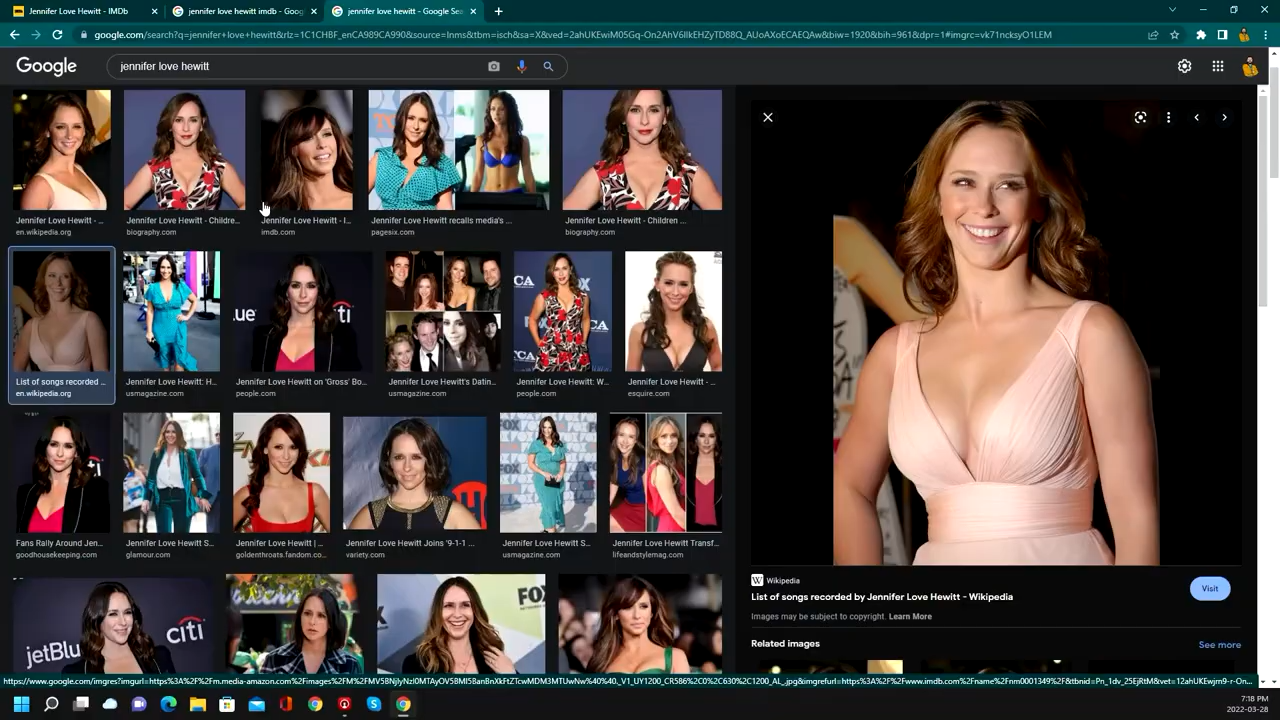 Jennifer Love Hewitt - IMDb
jennifer love hewitt imdb - Goog
jennifer love hewitt - Google Sea
google.com/search?q=jennifer+love+hewitt&rlz=1C1CHBF_enCA989CA990&source=lnms&tbm=isch&sa=X&ved=2ahUKEwiM05Gq-On2AhV6IIkEHZyTD88Q_AUoAXoECAEQAw&biw=1920&bih=961&dpr=1#imgrc=vk71ncksyO1LEM
Google
jennifer love hewitt
Jennifer Love Hewitt - ...
en.wikipedia.org
Jennifer Love Hewitt - Childre...
biography.com
Jennifer Love Hewitt - I...
imdb.com
Jennifer Love Hewitt recalls media's ...
pagesix.com
Jennifer Love Hewitt - Children ...
biography.com
List of songs recorded ...
en.wikipedia.org
Jennifer Love Hewitt: H...
usmagazine.com
Jennifer Love Hewitt on 'Gross' Bo...
people.com
Jennifer Love Hewitt's Datin...
usmagazine.com
Jennifer Love Hewitt: W...
people.com
Jennifer Love Hewitt - ...
esquire.com
Fans Rally Around Jen...
goodhousekeeping.com
Jennifer Love Hewitt S...
glamour.com
Jennifer Love Hewitt | ...
goldenthroats.fandom.co...
Jennifer Love Hewitt Joins '9-1-1 ...
variety.com
Jennifer Love Hewitt S...
usmagazine.com
Jennifer Love Hewitt Transf...
lifeandstylemag.com
jetBlue
citi
FOX
Wikipedia
List of songs recorded by Jennifer Love Hewitt - Wikipedia
Visit
Images may be subject to copyright. Learn More
Related images
See more
7:18 PM
2022-03-28